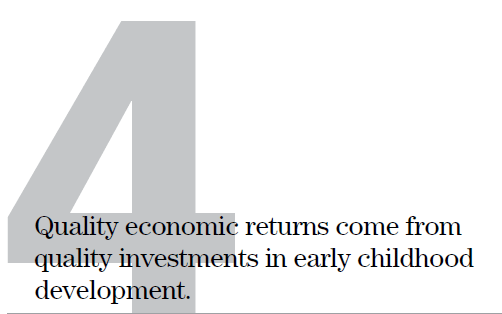 4
Quality economic returns come from
quality investments in early childhood
development.